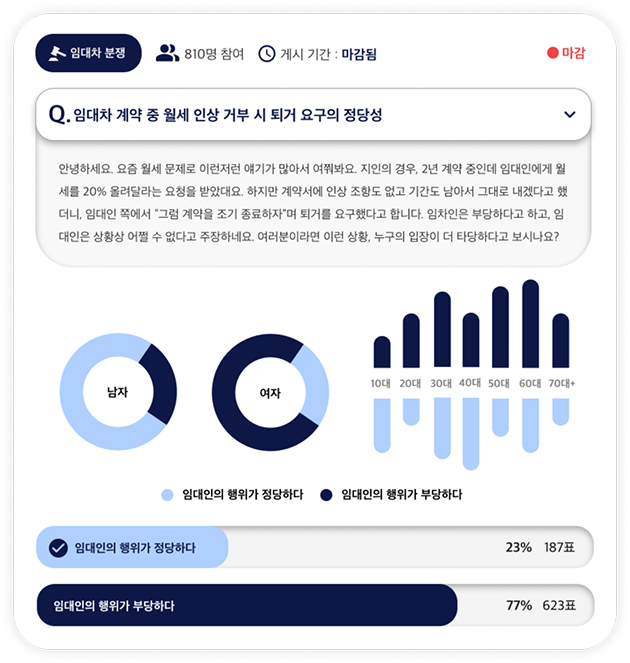 임대차 분쟁
810명 참여
게시 기간 : 마감됨
마감
Q. 임대차 계약 중 월세 인상 거부 시 퇴거 요구의 정당성
안녕하세요. 요즘 월세 문제로 이런저런 얘기가 많아서 여쭤봐요. 지인의 경우, 2년 계약 중인데 임대인에게 월
세를 20% 올려달라는 요청을 받았대요. 하지만 계약서에 인상 조항도 없고 기간도 남아서 그대로 내겠다고 했
더니, 임대인 쪽에서 “그럼 계약을 조기 종료하자”며 퇴거를 요구했다고 합니다. 임차인은 부당하다고 하고, 임
대인은 상황상 어쩔 수 없다고 주장하네요. 여러분이라면 이런 상황, 누구의 입장이 더 타당하다고 보시나요?
남자
여자
10대 20대 30대 40대 50대 60대 70대+
임대인의 행위가 정당하다
임대인의 행위가 부당하다
임대인의 행위가 정당하다 23% 187표
임대인의 행위가 부당하다 77% 623표